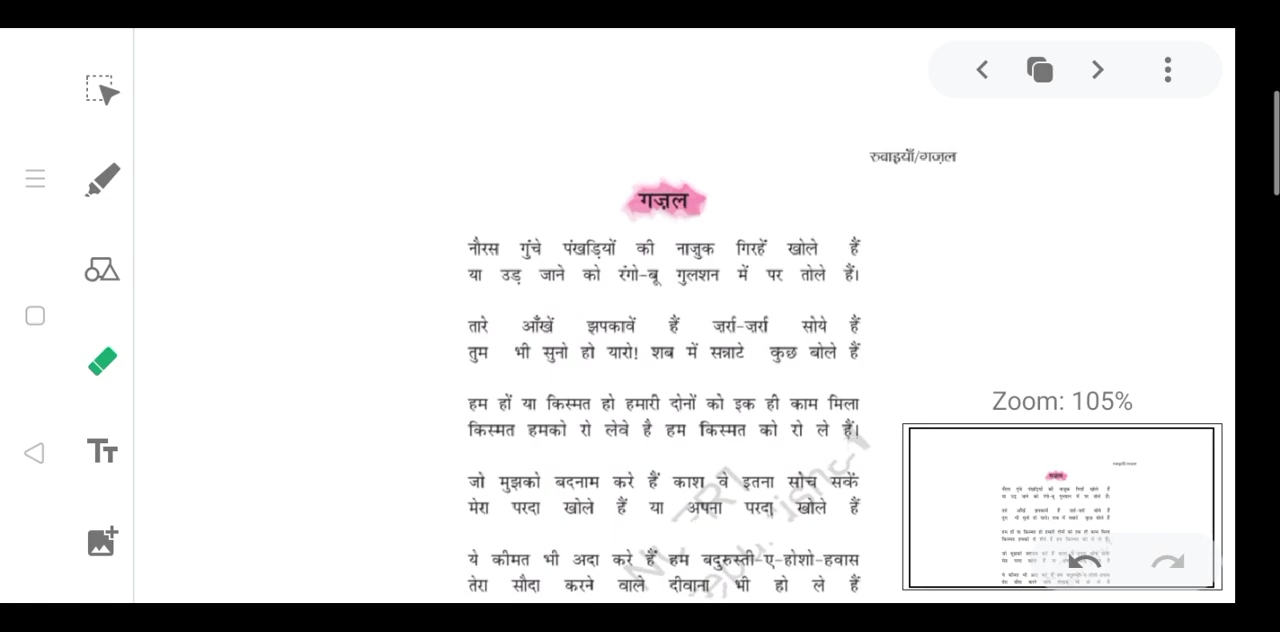 रुबाइयाँ/गज़ल
गज़ल
नौरस गुंचे पंखड़ियों की नाज़ुक गिरहें खोले हैं
या उड़ जाने को रंगो-बू गुलशन में पर तोले हैं।
तारे आँखें झपकावें हैं ज़र्रा-ज़र्रा सोये हैं
तुम भी सुनो हो यारो! शब में सन्नाटे कुछ बोले हैं
हम हों या किस्मत हो हमारी दोनों को इक ही काम मिला
किस्मत हमको रो लेवे है हम किस्मत को रो ले हैं।
जो मुझको बदनाम करे हैं काश वे इतना सोच सकें
मेरा परदा खोले हैं या अपना परदा खोले हैं
ये कीमत भी अदा करे हैं हम बदुरुस्ती-ए-होशो-हवास
तेरा सौदा करने वाले दीवाना भी हो ले हैं
Tт
Zoom: 105%